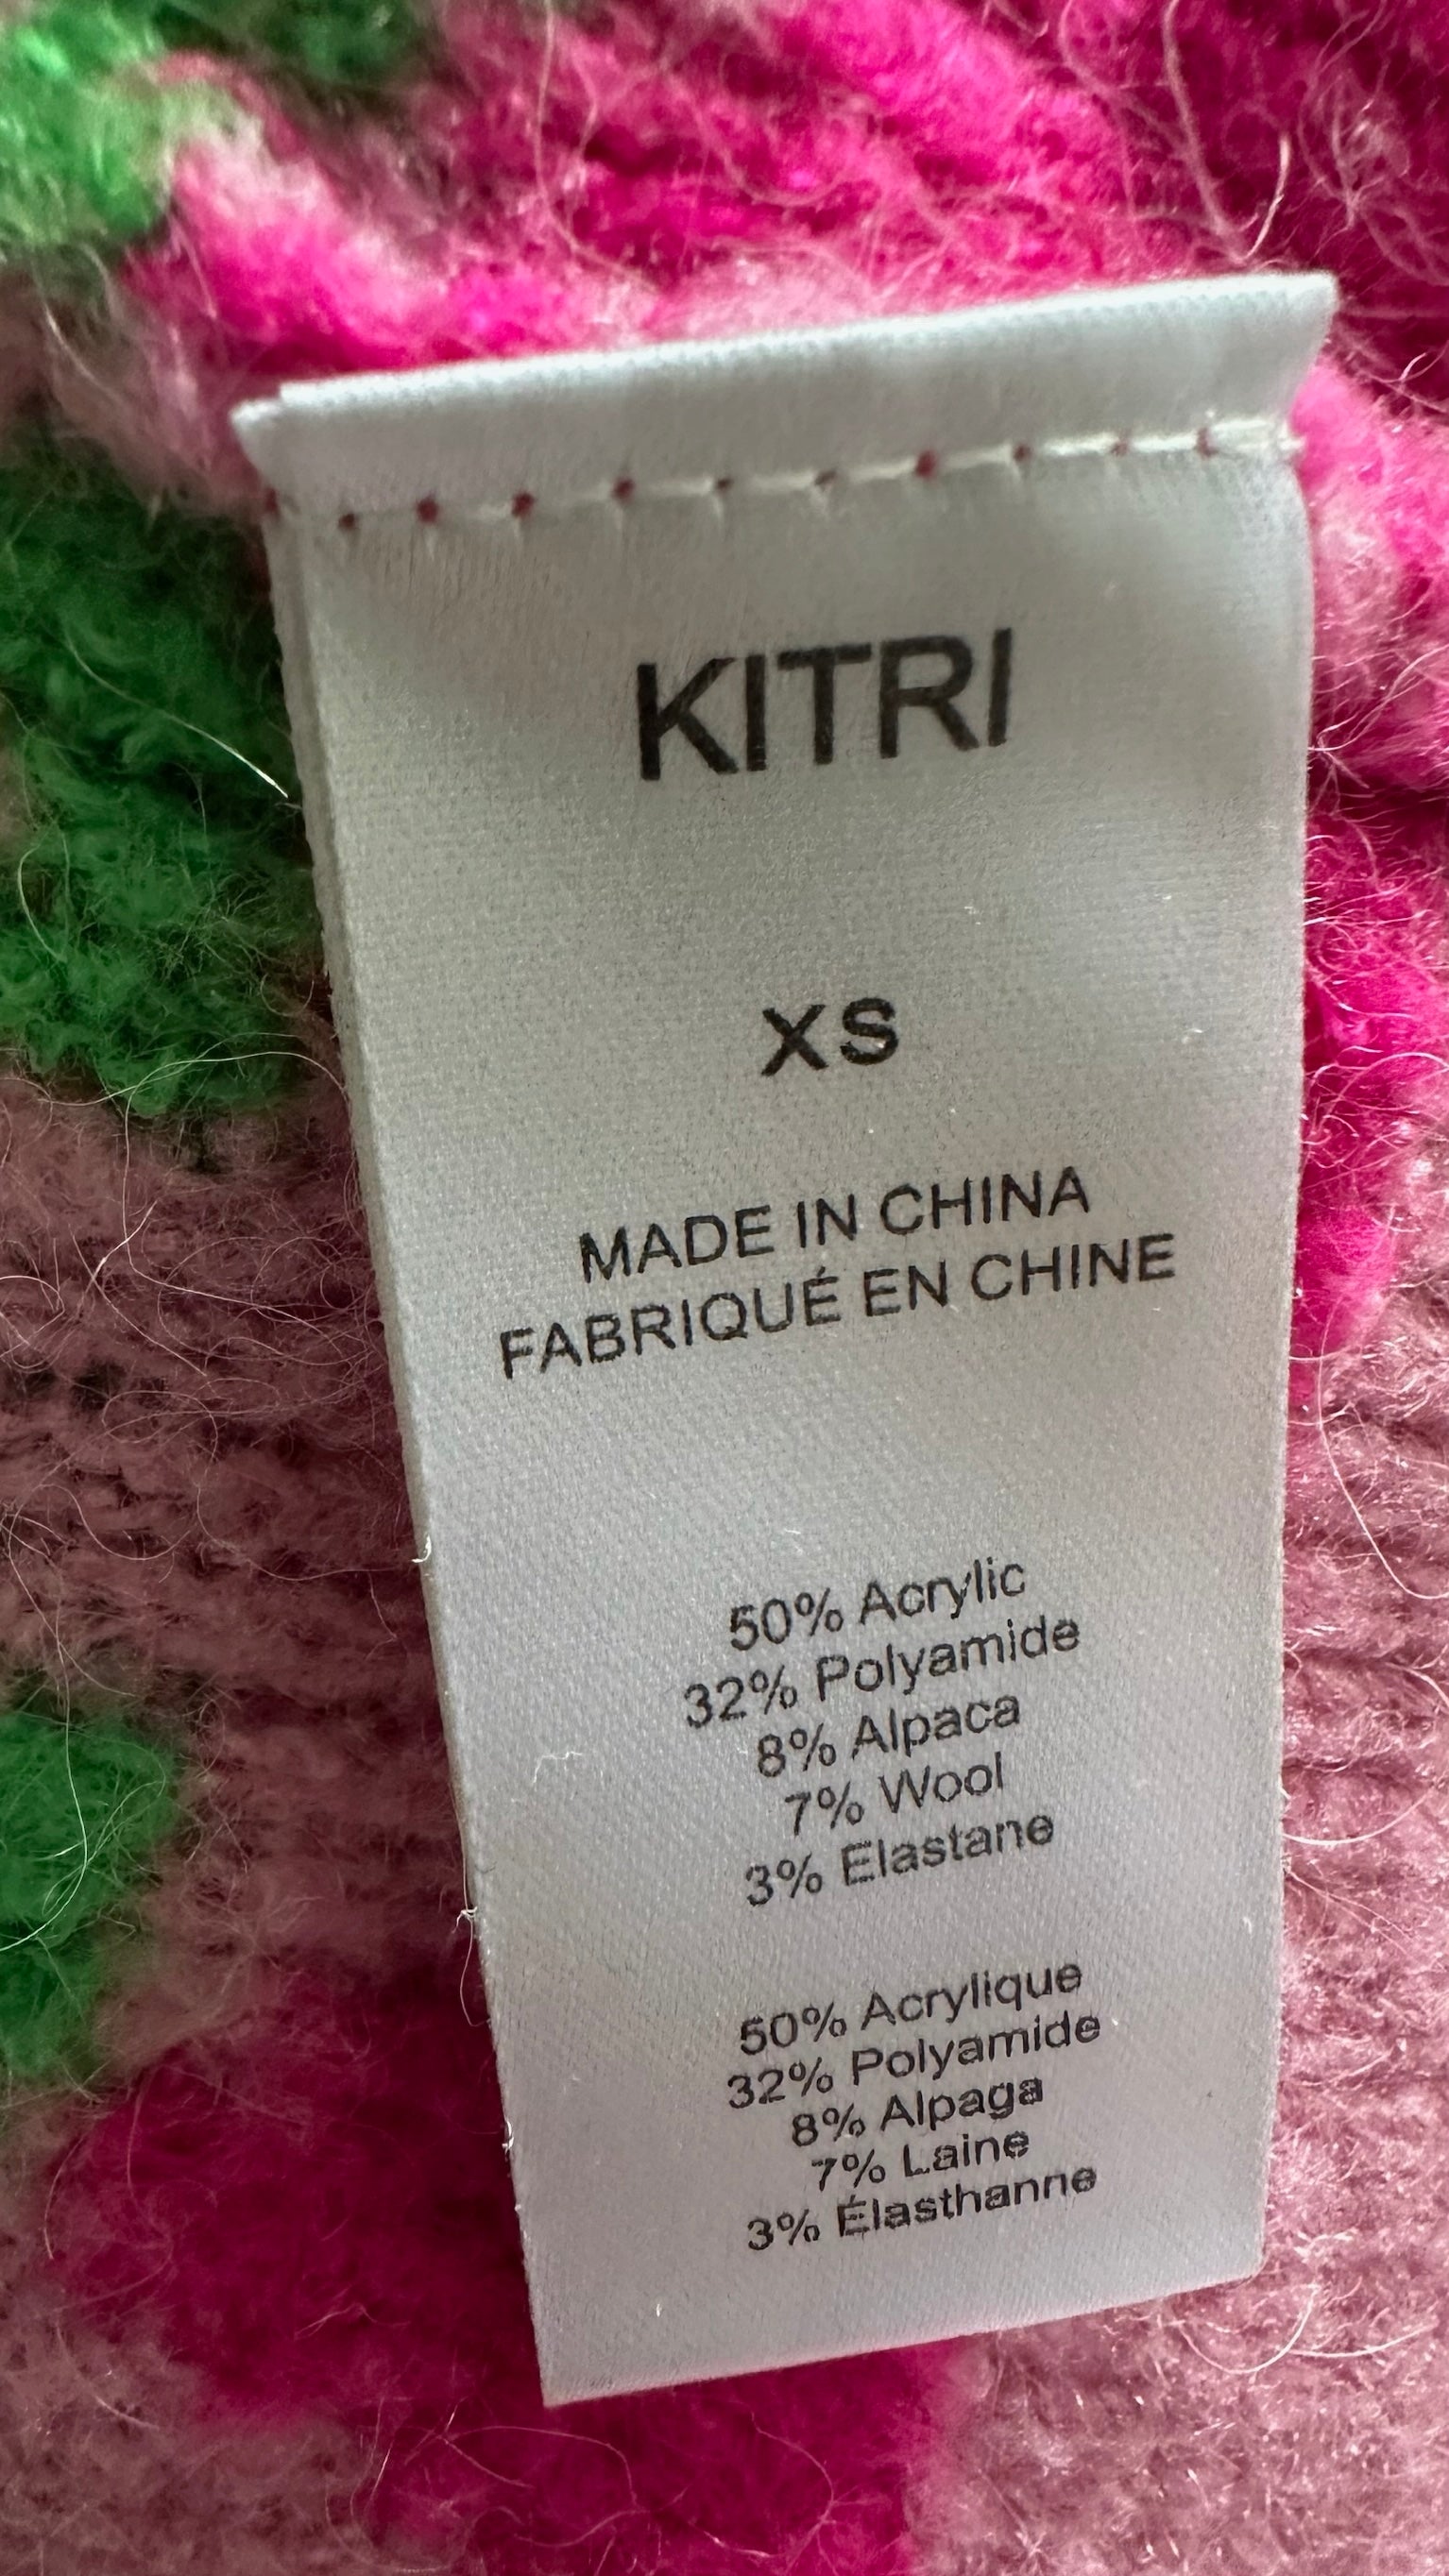 KITRI
XS
MADE IN CHINA
FABRIQUÉ EN CHINE
50% Acrylic
32% Polyamide
8% Alpaca
7% Wool
3% Elastane
50% Acrylique
32% Polyamide
8% Alpaga
7% Laine
3% Élasthanne